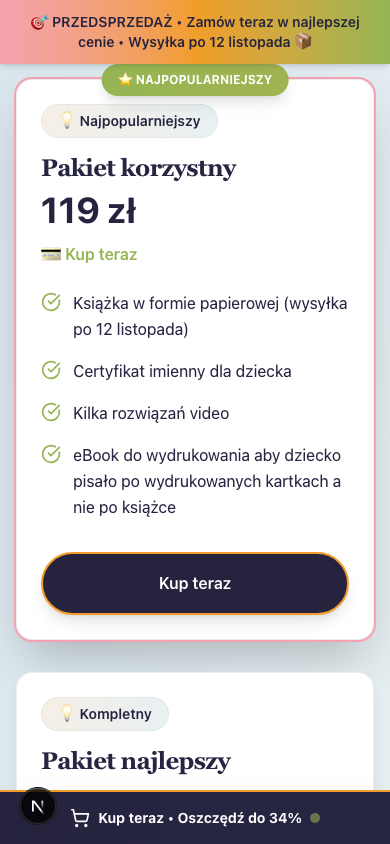 🎯 PRZEDSPRZEDAŻ • Zamów teraz w najlepszej
cenie • Wysyłka po 12 listopada 📦
⭐ NAJPOPULARNIEJSZY
💡 Najpopularniejszy
Pakiet korzystny
119 zł
💳 Kup teraz
Książka w formie papierowej (wysyłka
po 12 listopada)
Certyfikat imienny dla dziecka
Kilka rozwiązań video
eBook do wydrukowania aby dziecko
pisało po wydrukowanych kartkach a
nie po książce
Kup teraz
💡 Kompletny
Pakiet najlepszy
N
Kup teraz • Oszczędź do 34%